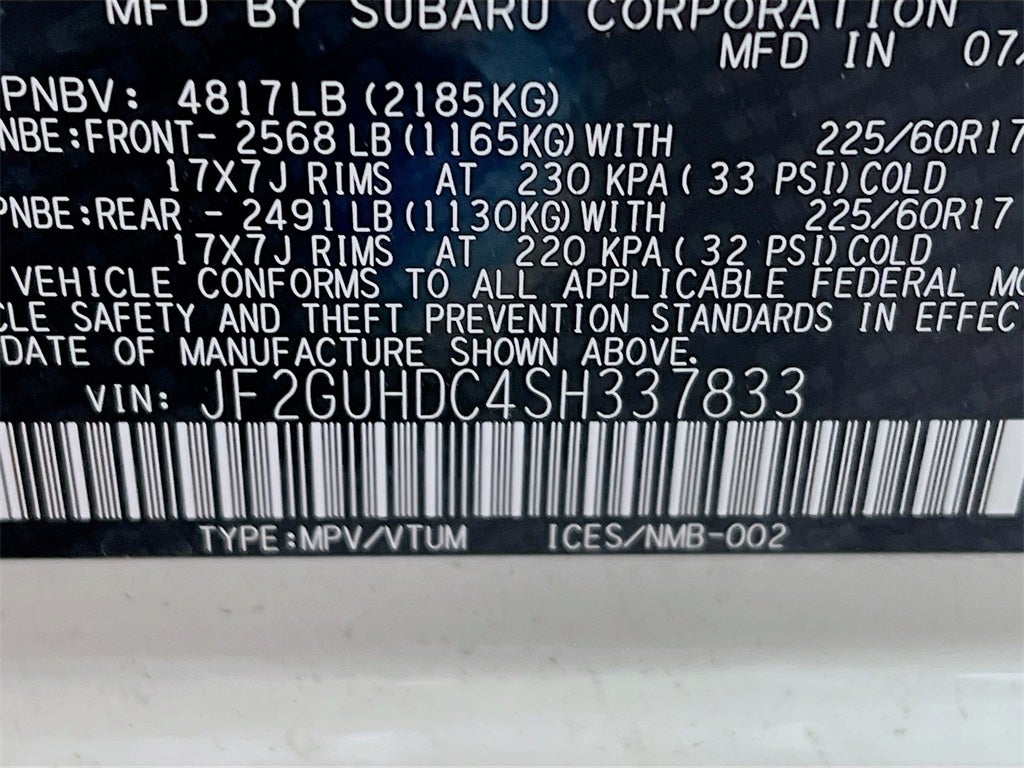 MFD BY SUBARU CORPORATION
MFD IN 07/
PNBV: 4817LB (2185KG)
NBE:FRONT- 2568 LB (1165KG) WITH 225/60R17
17X7J RIMS AT 230 KPA ( 33 PSI) COLD
PNBE:REAR - 2491 LB (1130KG) WITH 225/60R17
17X7J RIMS AT 220 KPA ( 32 PSI) COLD
VEHICLE CONFORMS TO ALL APPLICABLE FEDERAL MO
CLE SAFETY AND THEFT PREVENTION STANDARDS IN EFFEC
DATE OF MANUFACTURE SHOWN ABOVE.
VIN: JF2GUHDC4SH337833
TYPE:MPV/VTUM ICES/NMB-002